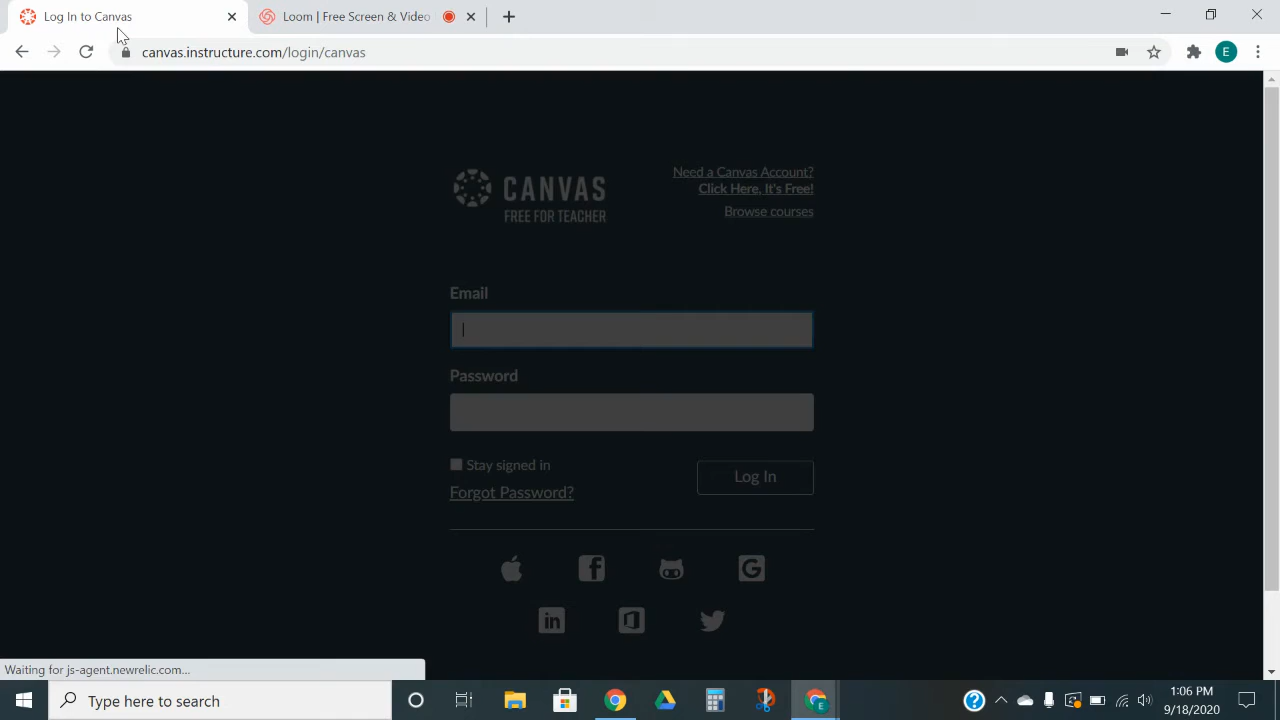 Log In to Canvas
Loom | Free Screen & Video
canvas.instructure.com/login/canvas
E
CANVAS
FREE FOR TEACHER
Need a Canvas Account?
Click Here, It's Free!
Browse courses
Email
Password
Stay signed in
Log In
Forgot Password?
Waiting for js-agent.newrelic.com...
Type here to search
1:06 PM
9/18/2020